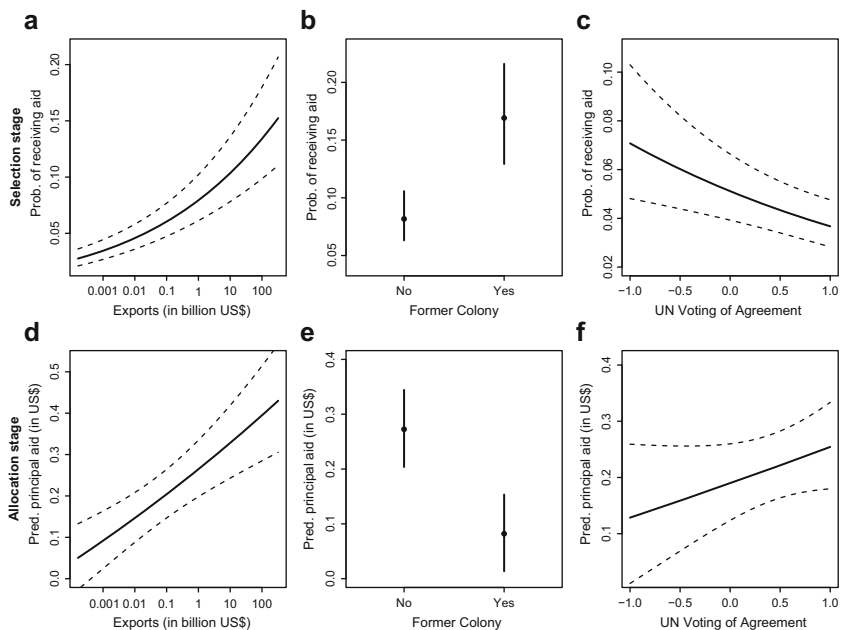 a
Selection stage
Prob. of receiving aid
0.20
0.15
0.10
0.05
0.001 0.01 0.1 1 10 100
Exports (in billion US$)
b
Prob. of receiving aid
0.20
0.15
0.10
0.05
No Yes
Former Colony
c
Prob. of receiving aid
0.10
0.08
0.06
0.04
0.02
−1.0 −0.5 0.0 0.5 1.0
UN Voting of Agreement
d
Allocation stage
Pred. principal aid (in US$)
0.5
0.4
0.3
0.2
0.1
0.0
0.001 0.01 0.1 1 10 100
Exports (in billion US$)
e
Pred. principal aid (in US$)
0.4
0.3
0.2
0.1
0.0
No Yes
Former Colony
f
Pred. principal aid (in US$)
0.4
0.3
0.2
0.1
−1.0 −0.5 0.0 0.5 1.0
UN Voting of Agreement